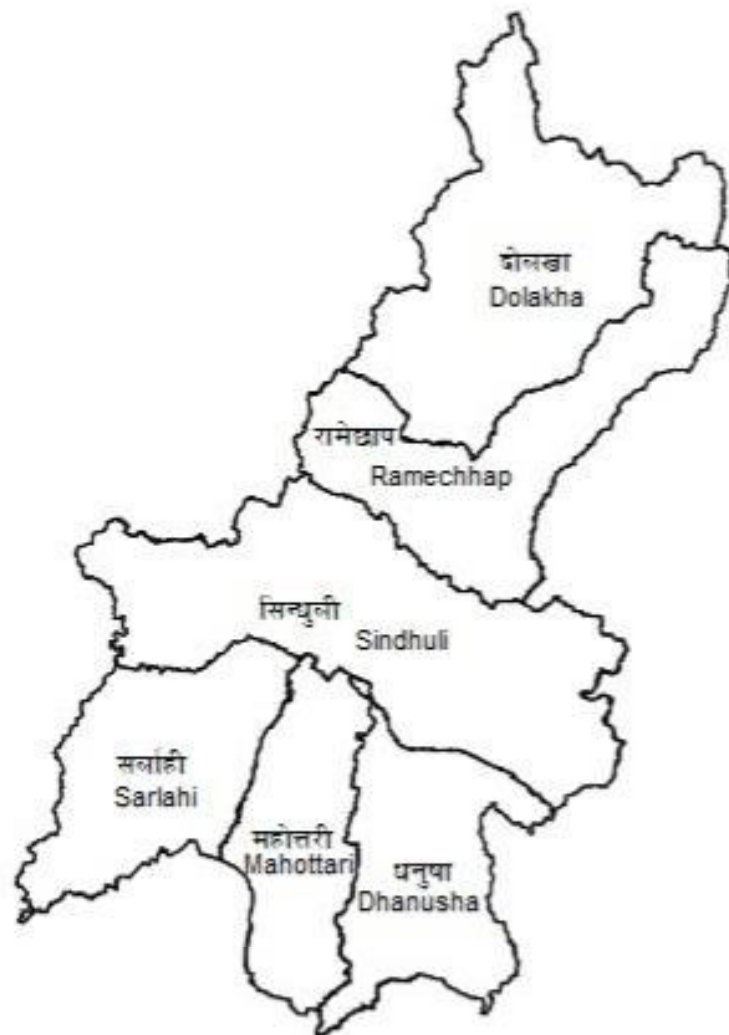 दोलखा
Dolakha
रामेछाप
Ramechhap
सिन्धुली
Sindhuli
सर्लाही
Sarlahi
महोत्तरी
Mahottari
धनुषा
Dhanusha